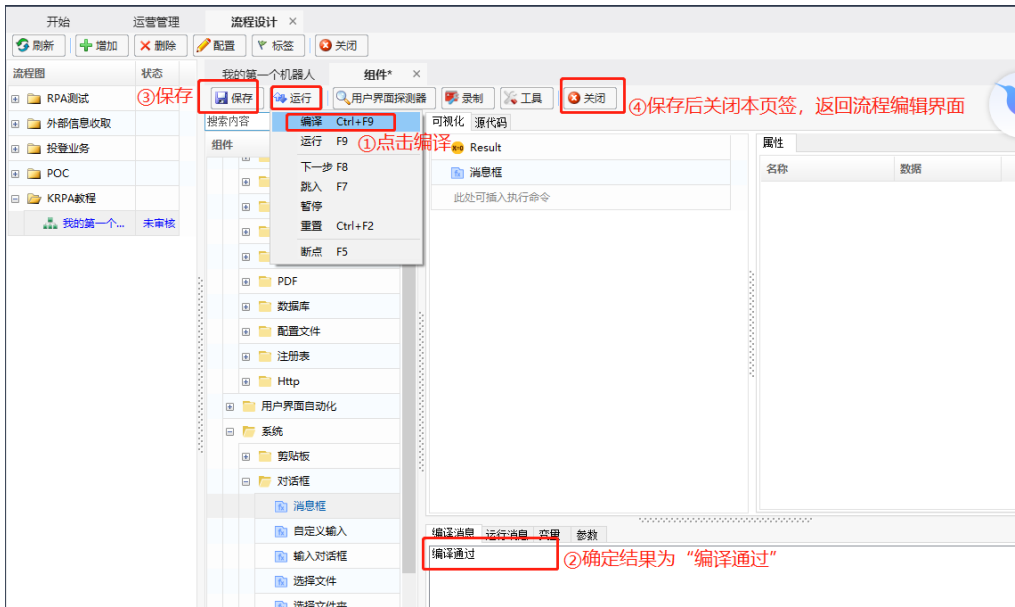 开始 运营管理 流程设计 ×
刷新 增加 删除 配置 标签 关闭
流程图 状态
RPA测试
外部信息收取
投登业务
POC
KRPA教程
我的第一个... 未审核
我的第一个机器人 组件* ×
③保存 保存 运行 用户界面探测器 录制 工具 关闭
④保存后关闭本页签，返回流程编辑界面
搜索内容
组件
编译 Ctrl+F9
运行 F9
①点击编译
下一步 F8
跳入 F7
暂停
重置 Ctrl+F2
断点 F5
PDF
数据库
配置文件
注册表
Http
用户界面自动化
系统
剪贴板
对话框
消息框
自定义输入
输入对话框
选择文件
选择文件夹
可视化 源代码
Result
消息框
此处可插入执行命令
属性
名称 数据
编译消息 运行消息 变量 参数
编译通过
②确定结果为“编译通过”